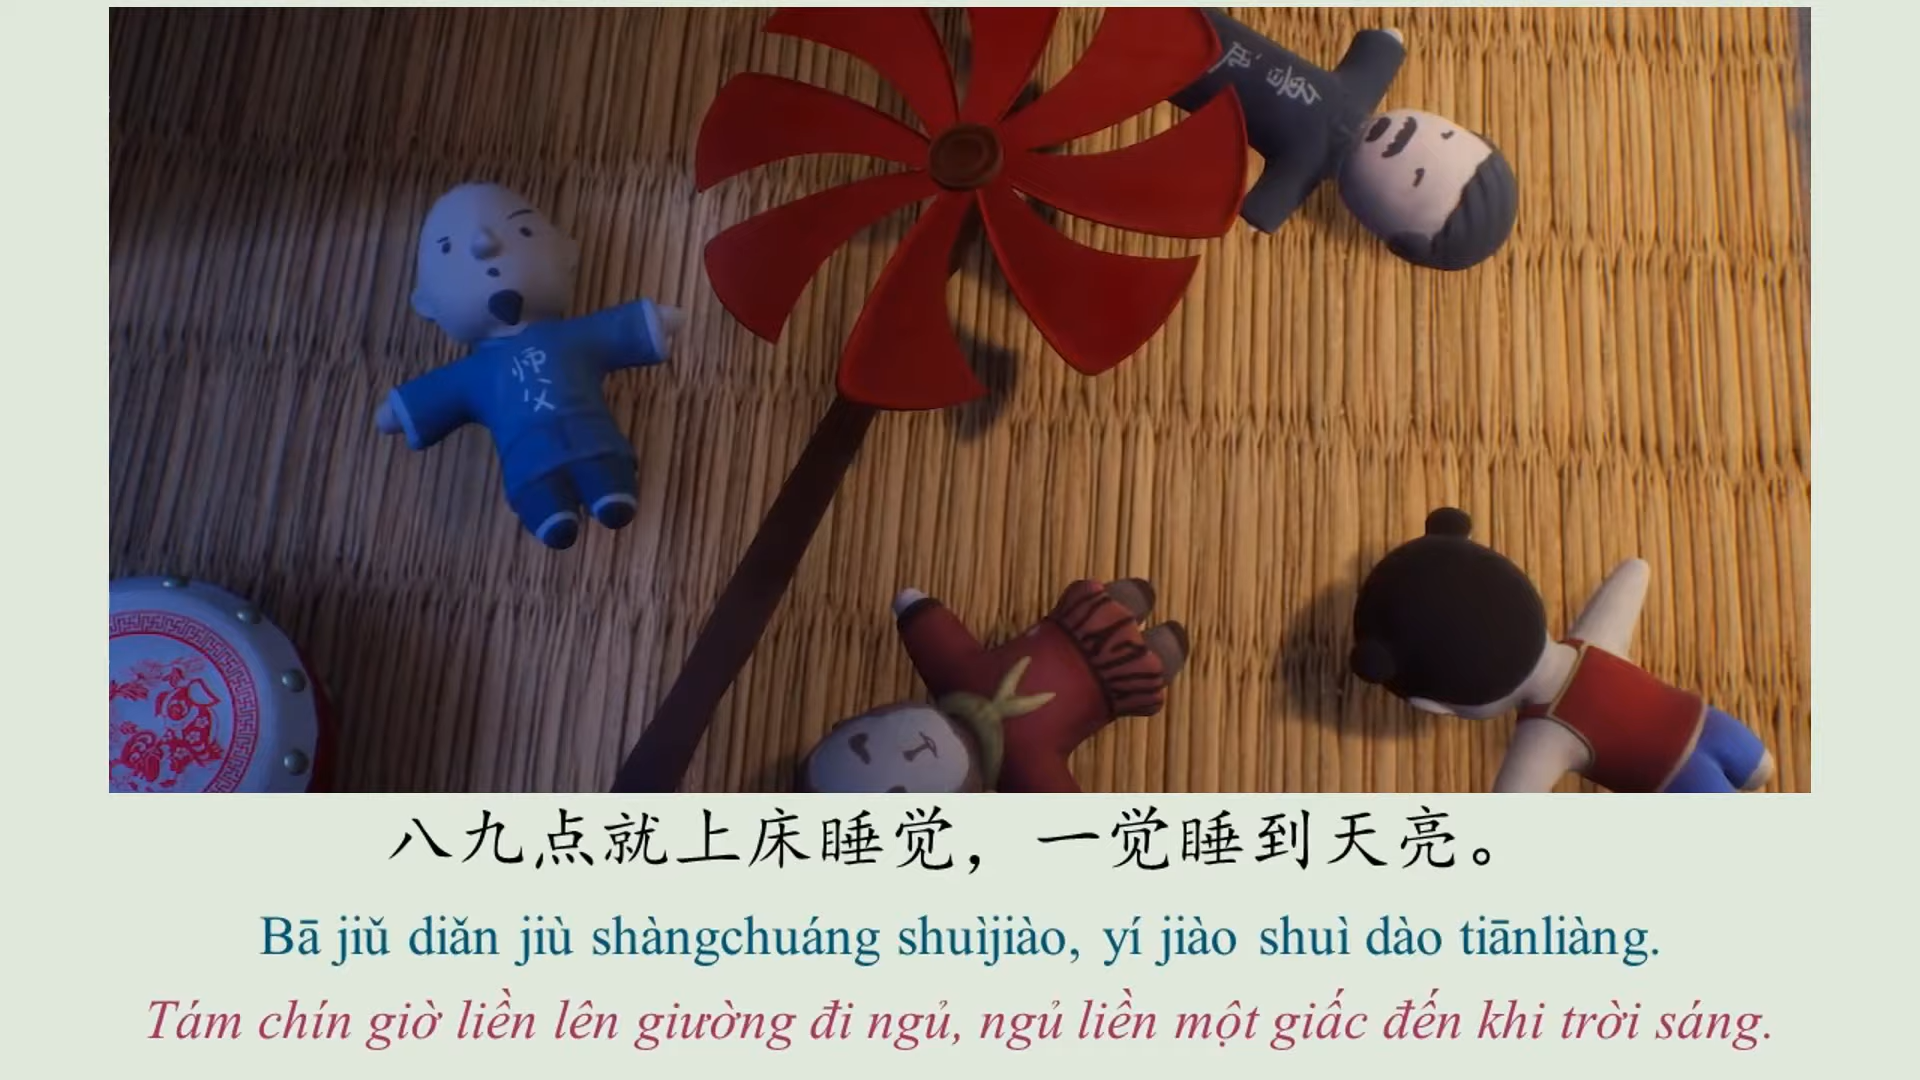 师父
八九点就上床睡觉，一觉睡到天亮。
Bā jiǔ diǎn jiù shàngchuáng shuìjiào, yí jiào shuì dào tiānliàng.
Tám chín giờ liền lên giường đi ngủ, ngủ liền một giấc đến khi trời sáng.